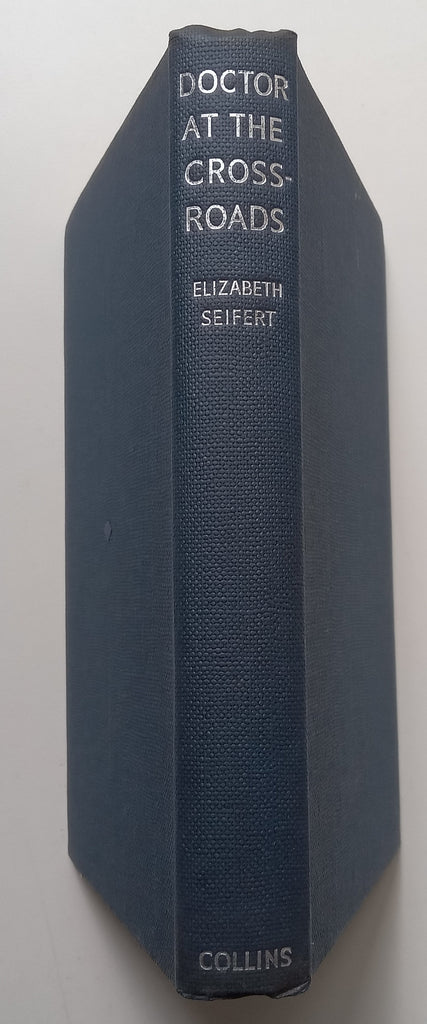 DOCTOR
AT THE
CROSS-
ROADS
ELIZABETH
SEIFERT
COLLINS